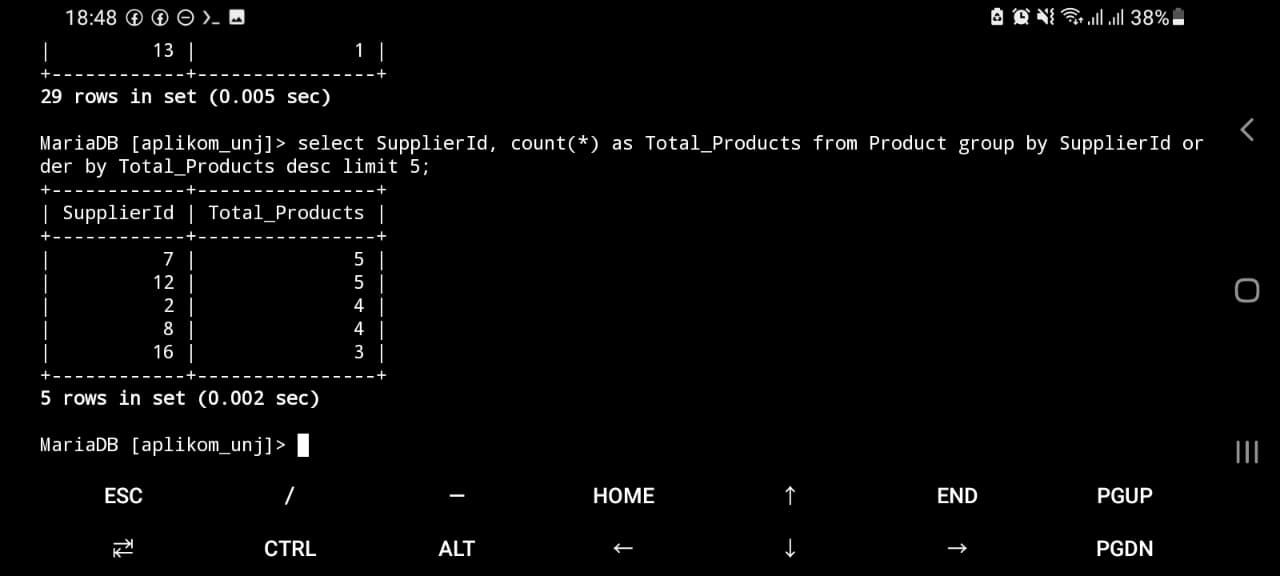 18:48 38%
| 13 | 1 |
+------------+----------------+
29 rows in set (0.005 sec)
MariaDB [aplikom_unj]> select SupplierId, count(*) as Total_Products from Product group by SupplierId or
der by Total_Products desc limit 5;
+------------+----------------+
| SupplierId | Total_Products |
+------------+----------------+
| 7 | 5 |
| 12 | 5 |
| 2 | 4 |
| 8 | 4 |
| 16 | 3 |
+------------+----------------+
5 rows in set (0.002 sec)
MariaDB [aplikom_unj]>
ESC / — HOME ↑ END PGUP
⇄ CTRL ALT ← ↓ → PGDN